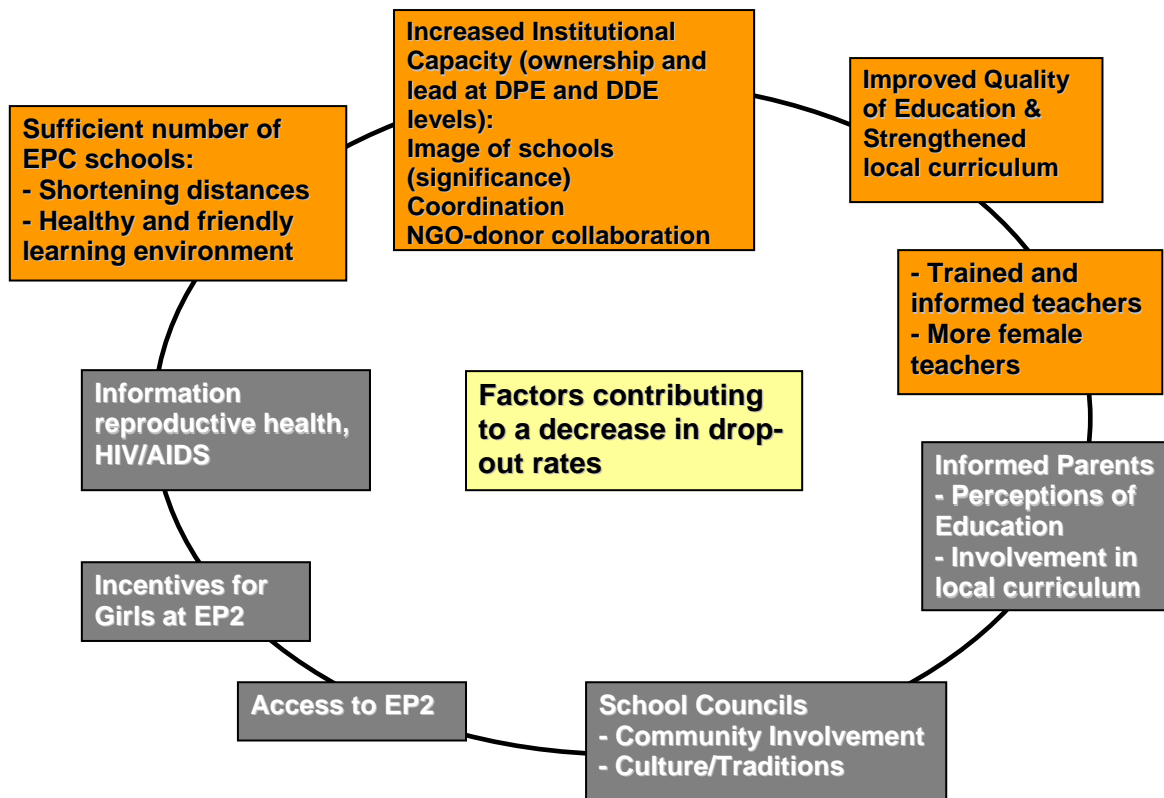 Increased Institutional
Capacity (ownership and
lead at DPE and DDE
levels):
Image of schools
(significance)
Coordination
NGO-donor collaboration
Improved Quality
of Education &
Strengthened
local curriculum
- Trained and
informed teachers
- More female
teachers
Informed Parents
- Perceptions of
Education
- Involvement in
local curriculum
School Councils
- Community Involvement
- Culture/Traditions
Access to EP2
Incentives for
Girls at EP2
Information
reproductive health,
HIV/AIDS
Sufficient number of
EPC schools:
- Shortening distances
- Healthy and friendly
learning environment
Factors contributing
to a decrease in drop-
out rates